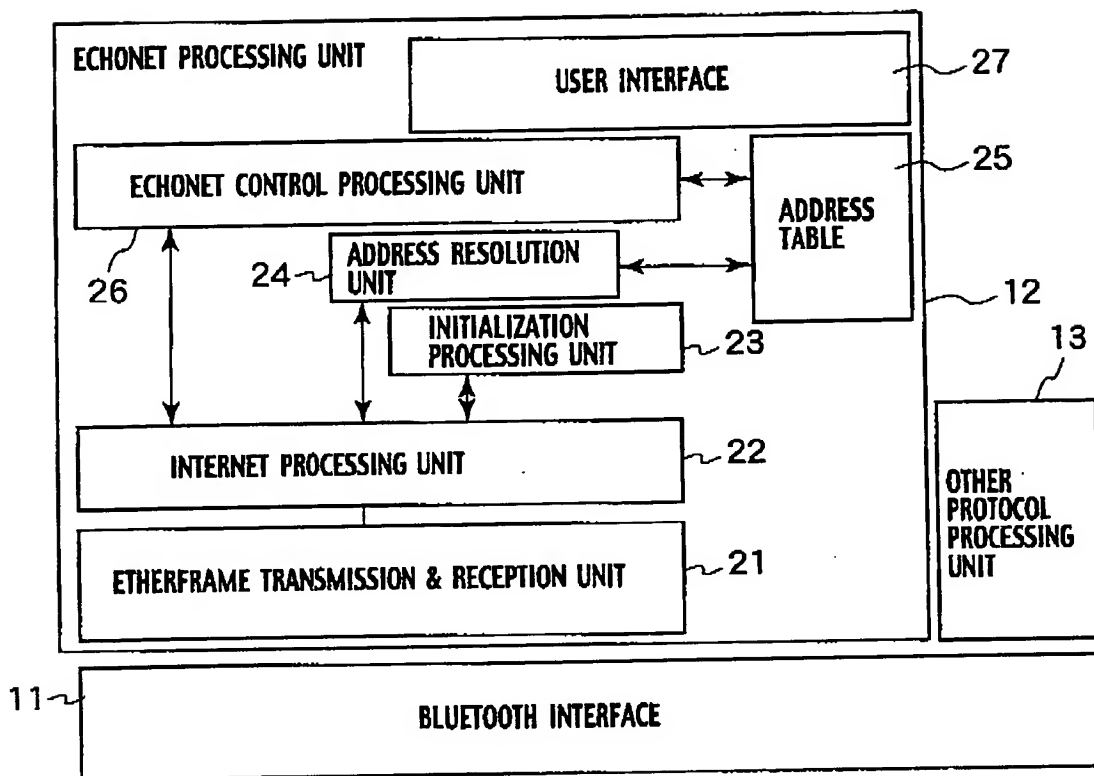 ECHONET PROCESSING UNIT
USER INTERFACE
27
ECHONET CONTROL PROCESSING UNIT
26
ADDRESS
TABLE
25
ADDRESS RESOLUTION
UNIT
24
12
INITIALIZATION
PROCESSING UNIT
23
13
INTERNET PROCESSING UNIT
22
OTHER
PROTOCOL
PROCESSING
UNIT
ETHERFRAME TRANSMISSION & RECEPTION UNIT
21
11
BLUETOOTH INTERFACE